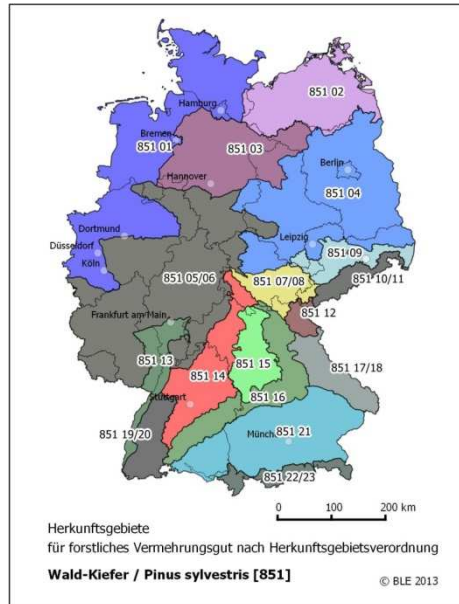 851 02
Hamburg
Bremen
851 01
851 03
Hannover
Berlin
851 04
Dortmund
Düsseldorf
Köln
Leipzig
851 09
851 05/06
851 07/08
851 10/11
851 12
Frankfurt am Main
851 13
851 14
851 15
851 17/18
851 16
Stuttgart
851 19/20
851 21
851 22/23
0 100 200 km
Herkunftsgebiete
für forstliches Vermehrungsgut nach Herkunftsgebietsverordnung
Wald-Kiefer / Pinus sylvestris [851]
© BLE 2013